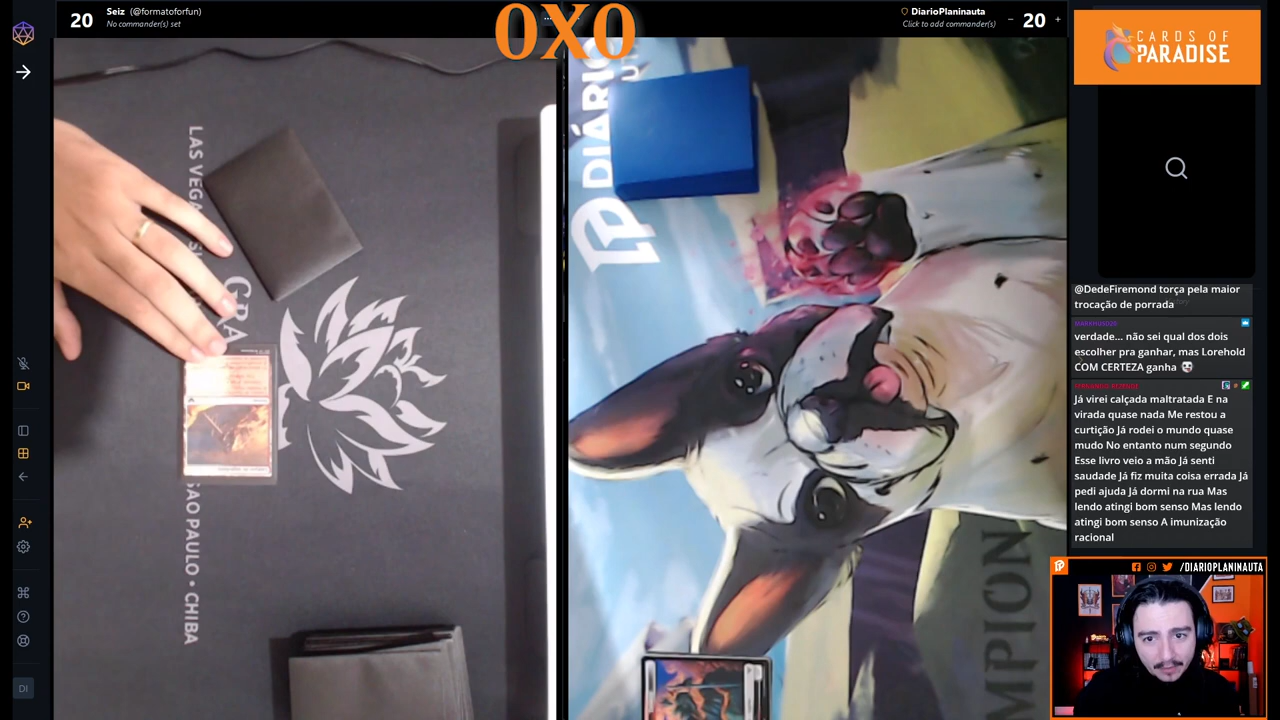 20
Seiz (@formatoforfun)
No commander(s) set
0X0
DiarioPlaninauta
Click to add commander(s)
− 20 +
CARDS OF
PARADISE
LAS VEGA
GRA
SAO PAULO • CHIBA
DIÁRIO
MPION
@DedeFiremond torça pela maior
trocação de porrada
verdade... não sei qual dos dois
escolher pra ganhar, mas Lorehold
COM CERTEZA ganha
Já virei calçada maltratada E na
virada quase nada Me restou a
curtição Já rodei o mundo quase
mudo No entanto num segundo
Esse livro veio a mão Já senti
saudade Já fiz muita coisa errada Já
pedi ajuda Já dormi na rua Mas
lendo atingi bom senso Mas lendo
atingi bom senso A imunização
racional
/DIARIOPLANINAUTA
DI